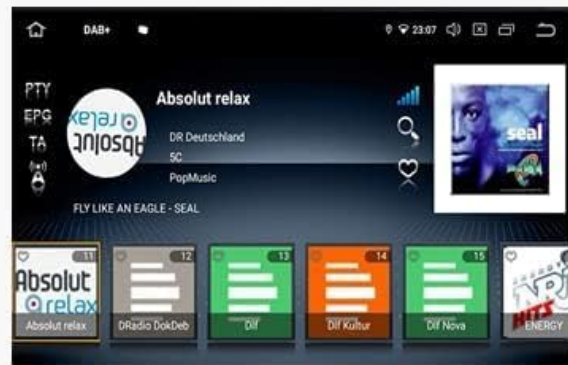 DAB+
23:07
PTY
EPG
TA
Absolut relax
DR Deutschland
5C
PopMusic
FLY LIKE AN EAGLE - SEAL
Absolut
relax
seal
11
Absolut
relax
Absolut relax
12
DRadio DokDeb
13
Dlf
14
Dlf Kultur
15
Dlf Nova
NRJ
HITS
ENERGY